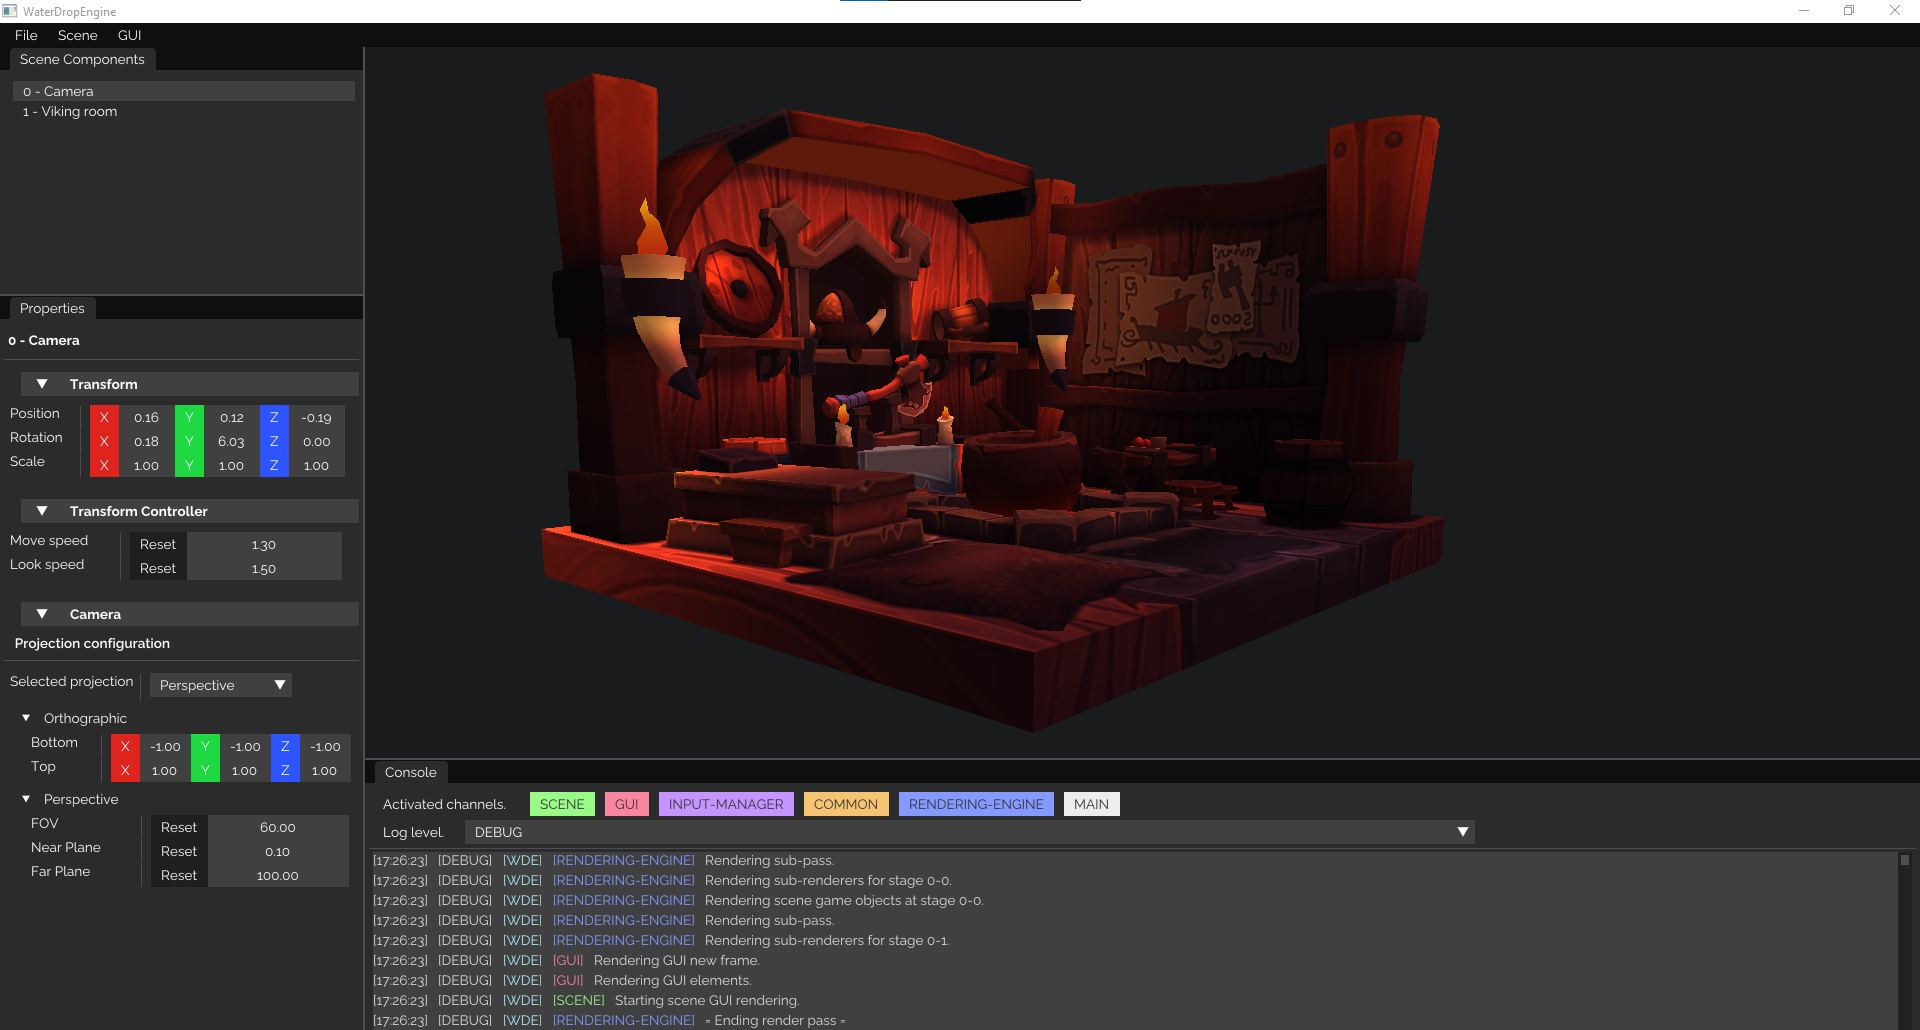 WaterDropEngine
File Scene GUI
Scene Components
0 - Camera
1 - Viking room
Properties
0 - Camera
Transform
Position X 0.16 Y 0.12 Z -0.19
Rotation X 0.18 Y 6.03 Z 0.00
Scale X 1.00 Y 1.00 Z 1.00
Transform Controller
Move speed Reset 1.30
Look speed Reset 1.50
Camera
Projection configuration
Selected projection Perspective
Orthographic
Bottom X -1.00 Y -1.00 Z -1.00
Top X 1.00 Y 1.00 Z 1.00
Perspective
FOV Reset 60.00
Near Plane Reset 0.10
Far Plane Reset 100.00
Console
Activated channels. SCENE GUI INPUT-MANAGER COMMON RENDERING-ENGINE MAIN
Log level. DEBUG
[17:26:23] [DEBUG] [WDE] [RENDERING-ENGINE] Rendering sub-pass.
[17:26:23] [DEBUG] [WDE] [RENDERING-ENGINE] Rendering sub-renderers for stage 0-0.
[17:26:23] [DEBUG] [WDE] [RENDERING-ENGINE] Rendering scene game objects at stage 0-0.
[17:26:23] [DEBUG] [WDE] [RENDERING-ENGINE] Rendering sub-pass.
[17:26:23] [DEBUG] [WDE] [RENDERING-ENGINE] Rendering sub-renderers for stage 0-1.
[17:26:23] [DEBUG] [WDE] [GUI] Rendering GUI new frame.
[17:26:23] [DEBUG] [WDE] [GUI] Rendering GUI elements.
[17:26:23] [DEBUG] [WDE] [SCENE] Starting scene GUI rendering.
[17:26:23] [DEBUG] [WDE] [RENDERING-ENGINE] = Ending render pass =